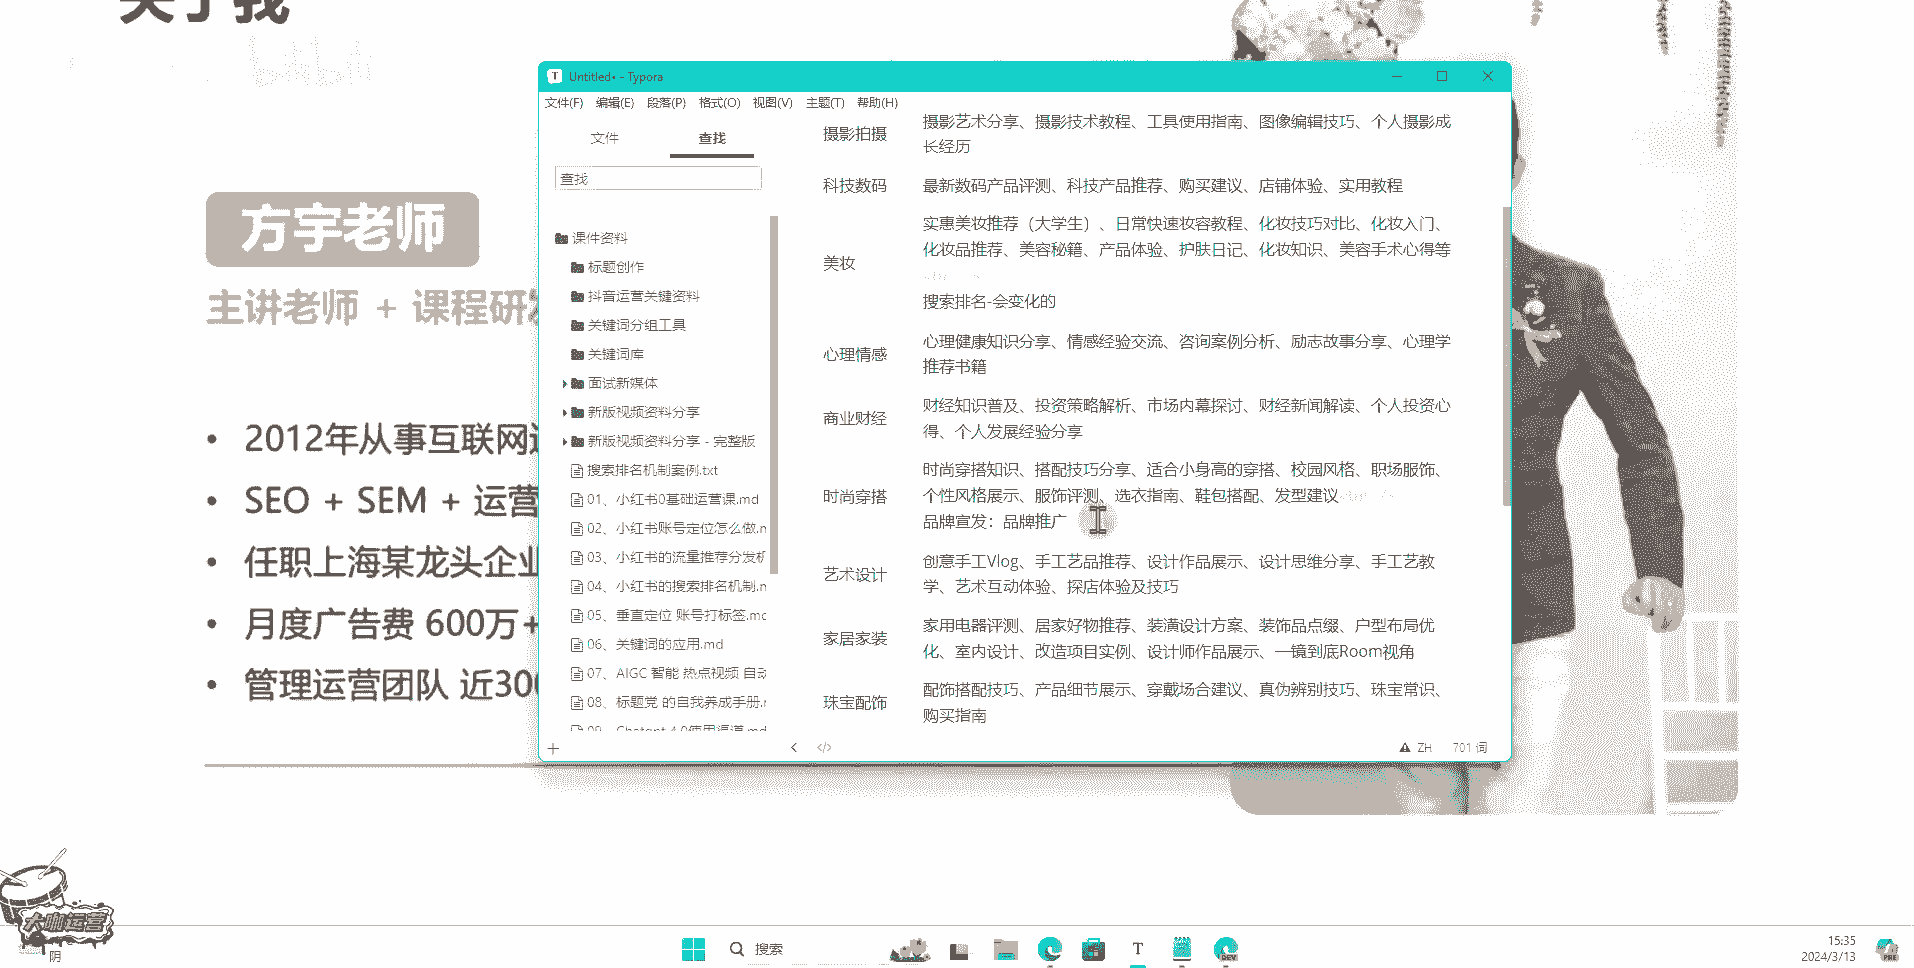 关于我
bilibili
方宇老师
主讲老师 + 课程研发
2012年从事互联网运
SEO + SEM + 运营
任职上海某龙头企业
月度广告费 600万+
管理运营团队 近300
Untitled• - Typora
文件(F) 编辑(E) 段落(P) 格式(O) 视图(V) 主题(T) 帮助(H)
文件 查找
查找
课件资料
标题创作
抖音运营关键资料
关键词分组工具
关键词库
面试新媒体
新版视频资料分享
新版视频资料分享 - 完整版
搜索排名机制案例.txt
01、小红书0基础运营课.md
02、小红书账号定位怎么做.m
03、小红书的流量推荐分发机
04、小红书的搜索排名机制.m
05、垂直定位 账号打标签.md
06、关键词的应用.md
07、AIGC 智能 热点视频 自动
08、标题党 的自我养成手册.m
09、Chatgpt 4.0使用渠道.md
摄影拍摄
摄影艺术分享、摄影技术教程、工具使用指南、图像编辑技巧、个人摄影成
长经历
科技数码
最新数码产品评测、科技产品推荐、购买建议、店铺体验、实用教程
美妆
实惠美妆推荐（大学生）、日常快速妆容教程、化妆技巧对比、化妆入门、
化妆品推荐、美容秘籍、产品体验、护肤日记、化妆知识、美容手术心得等
搜索排名-会变化的
心理情感
心理健康知识分享、情感经验交流、咨询案例分析、励志故事分享、心理学
推荐书籍
商业财经
财经知识普及、投资策略解析、市场内幕探讨、财经新闻解读、个人投资心
得、个人发展经验分享
时尚穿搭
时尚穿搭知识、搭配技巧分享、适合小身高的穿搭、校园风格、职场服饰、
个性风格展示、服饰评测、选衣指南、鞋包搭配、发型建议
品牌宣发：品牌推广
艺术设计
创意手工Vlog、手工艺品推荐、设计作品展示、设计思维分享、手工艺教
学、艺术互动体验、探店体验及技巧
家居家装
家用电器评测、居家好物推荐、装潢设计方案、装饰品点缀、户型布局优
化、室内设计、改造项目实例、设计师作品展示、一镜到底Room视角
珠宝配饰
配饰搭配技巧、产品细节展示、穿戴场合建议、真伪辨别技巧、珠宝常识、
购买指南
ZH 701 词
大咖运营
阴
搜索
T
DEV
15:35
2024/3/13
PRE